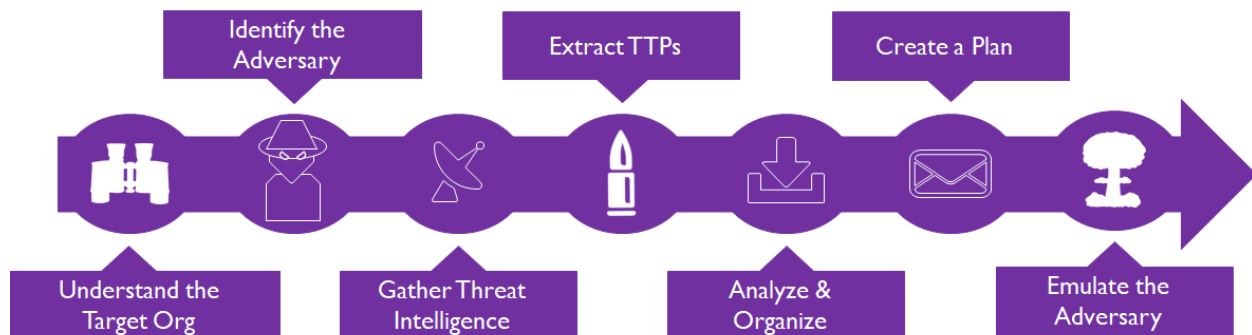 Understand the
Target Org
Identify the
Adversary
Gather Threat
Intelligence
Extract TTPs
Analyze &
Organize
Create a Plan
Emulate the
Adversary